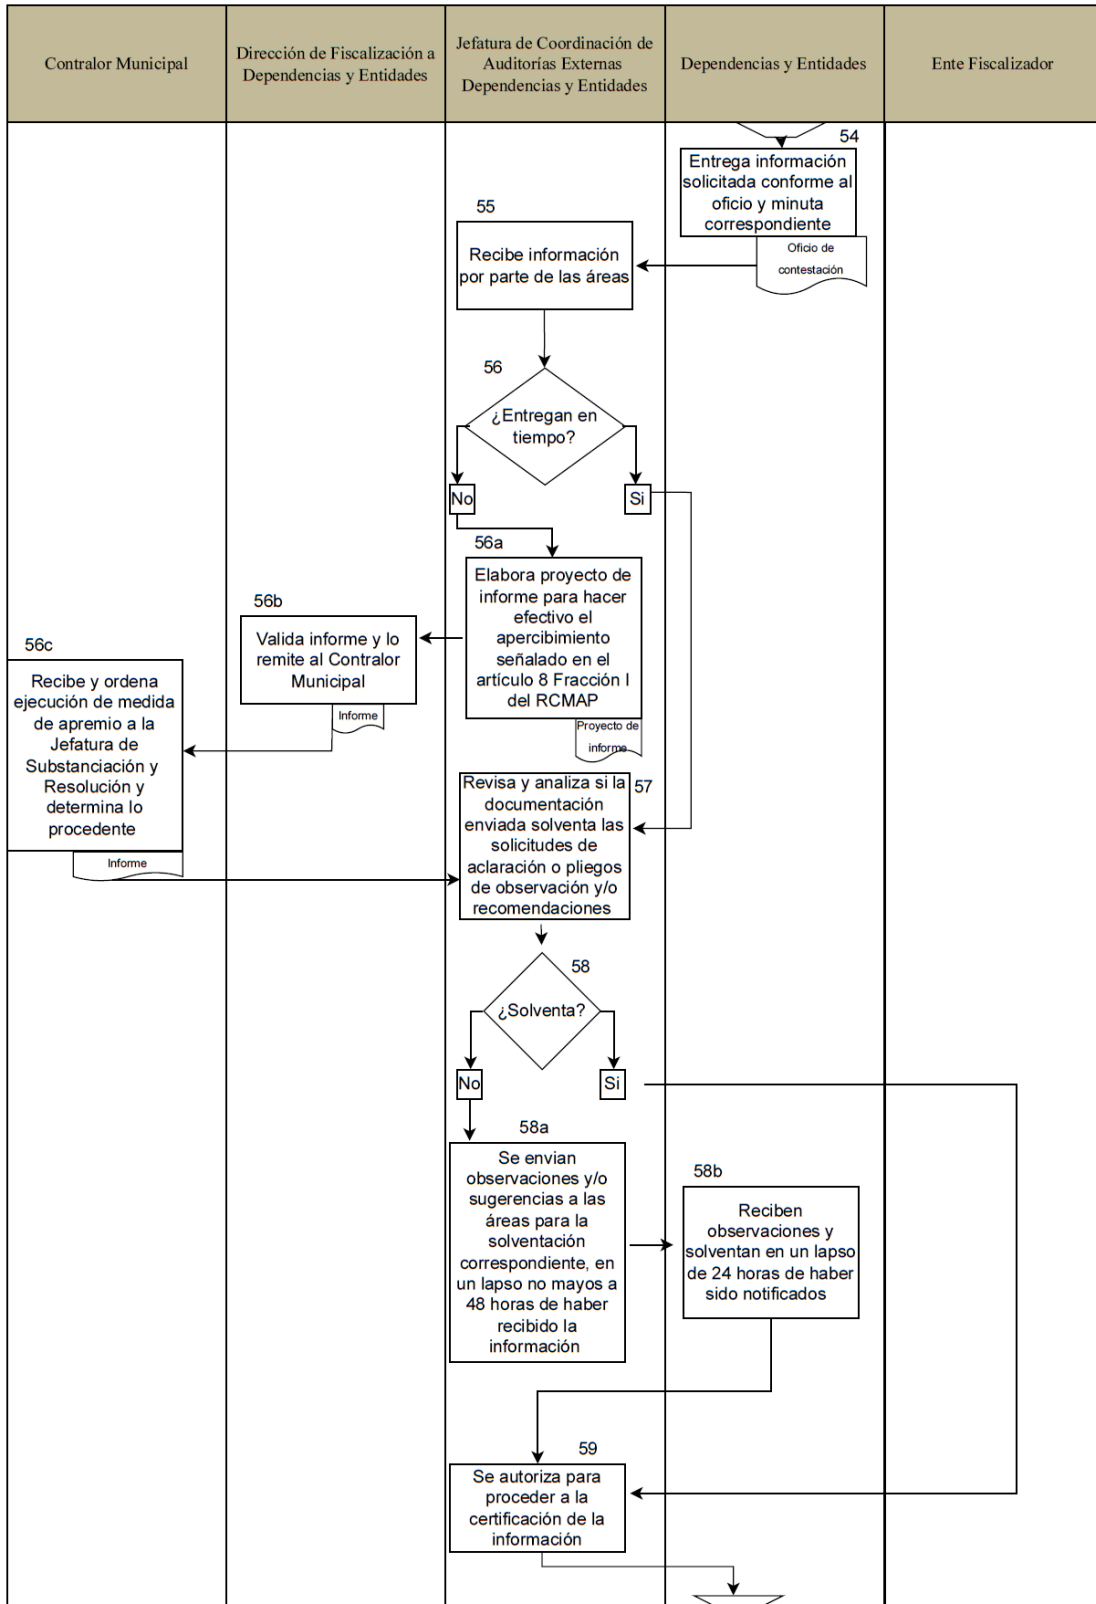 Contralor Municipal
Dirección de Fiscalización a
Dependencias y Entidades
Jefatura de Coordinación de
Auditorías Externas
Dependencias y Entidades
Dependencias y Entidades
Ente Fiscalizador
54
Entrega información
solicitada conforme al
oficio y minuta
correspondiente
Oficio de
contestación
55
Recibe información
por parte de las áreas
56
¿Entregan en
tiempo?
No
Si
56a
Elabora proyecto de
informe para hacer
efectivo el
apercibimiento
señalado en el
artículo 8 Fracción I
del RCMAP
Proyecto de
informe
56b
Valida informe y lo
remite al Contralor
Municipal
Informe
56c
Recibe y ordena
ejecución de medida
de apremio a la
Jefatura de
Substanciación y
Resolución y
determina lo
procedente
Informe
57
Revisa y analiza si la
documentación
enviada solventa las
solicitudes de
aclaración o pliegos
de observación y/o
recomendaciones
58
¿Solventa?
No
Si
58a
Se envian
observaciones y/o
sugerencias a las
áreas para la
solventación
correspondiente, en
un lapso no mayos a
48 horas de haber
recibido la
información
58b
Reciben
observaciones y
solventan en un lapso
de 24 horas de haber
sido notificados
59
Se autoriza para
proceder a la
certificación de la
información